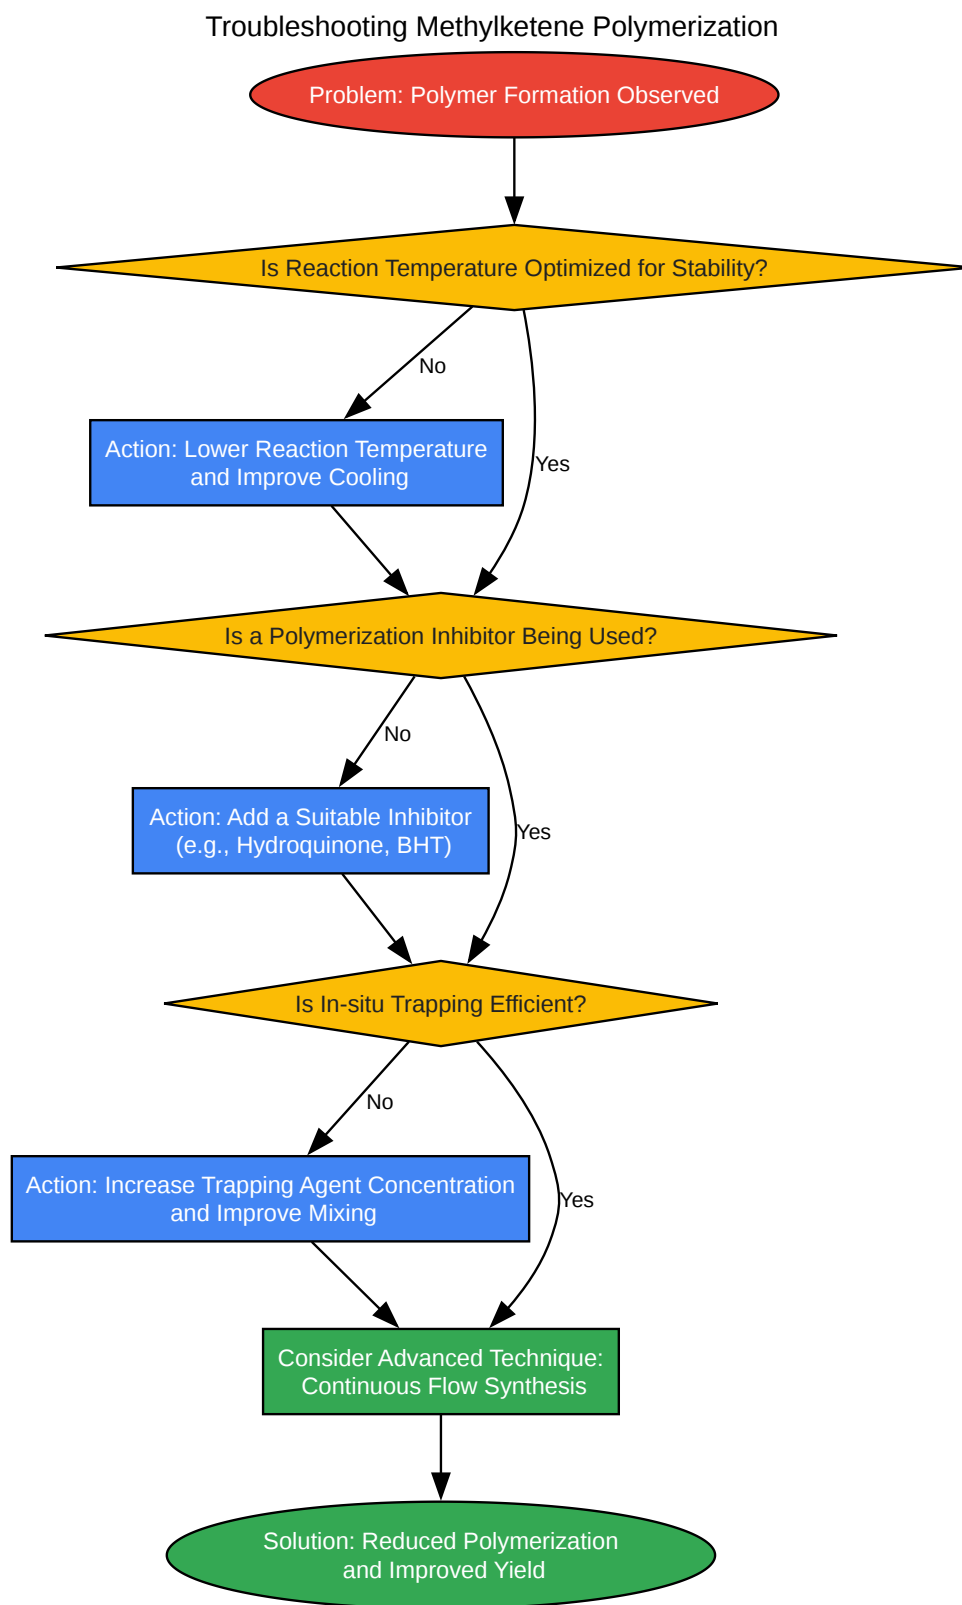 Troubleshooting Methylketene Polymerization
Problem: Polymer Formation Observed
Is Reaction Temperature Optimized for Stability?
No
Action: Lower Reaction Temperature
and Improve Cooling
Yes
Is a Polymerization Inhibitor Being Used?
No
Action: Add a Suitable Inhibitor
(e.g., Hydroquinone, BHT)
Yes
Is In-situ Trapping Efficient?
No
Action: Increase Trapping Agent Concentration
and Improve Mixing
Yes
Consider Advanced Technique:
Continuous Flow Synthesis
Solution: Reduced Polymerization
and Improved Yield